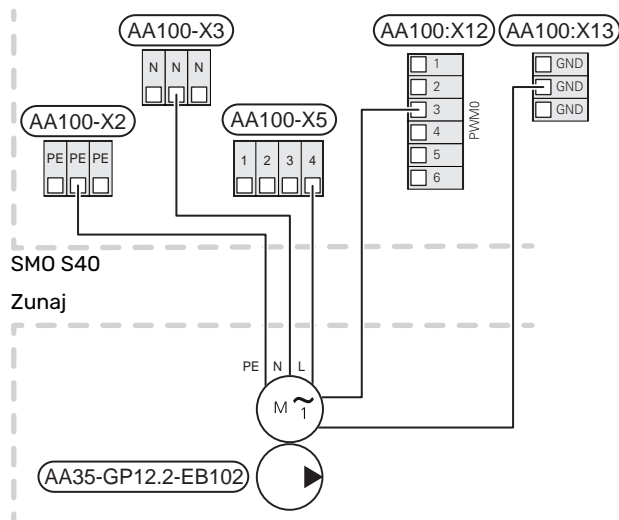 AA100-X3
AA100:X12
AA100:X13
N N N
1
2
3
4
5
6
PWM0
GND
GND
GND
AA100-X2
AA100-X5
PE PE PE
1 2 3 4
SMO S40
Zunaj
PE N L
M ~ 1
AA35-GP12.2-EB102